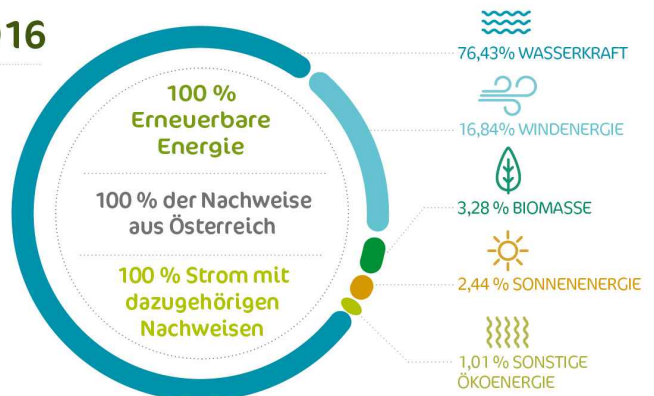 16
76,43% WASSERKRAFT
16,84% WINDENERGIE
3,28 % BIOMASSE
2,44 % SONNENENERGIE
1,01 % SONSTIGE
ÖKOENERGIE
100 %
Erneuerbare
Energie
100 % der Nachweise
aus Österreich
100 % Strom mit
dazugehörigen
Nachweisen